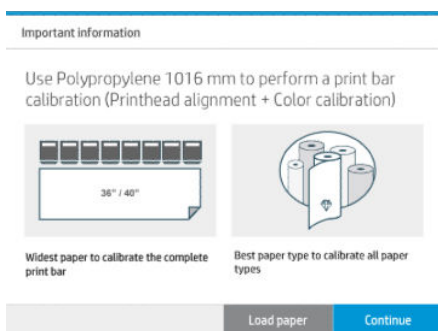 Important information
Use Polypropylene 1016 mm to perform a print bar
calibration (Printhead alignment + Color calibration)
36" / 40"
Widest paper to calibrate the complete
print bar
Best paper type to calibrate all paper
types
Load paper
Continue